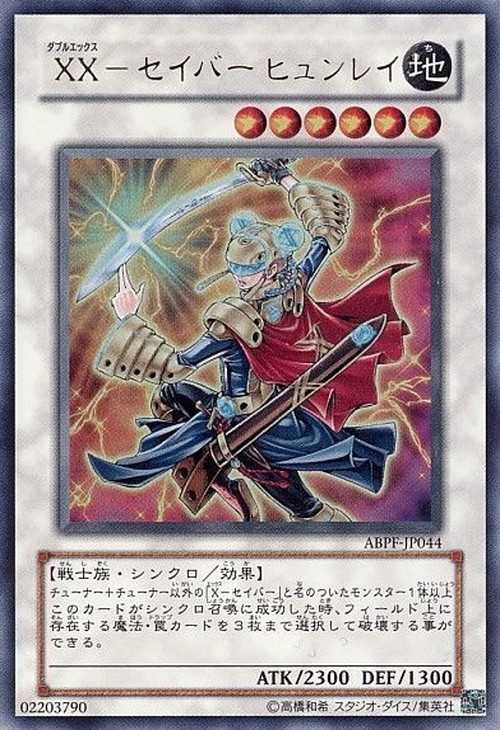 ダブルエックス
XX－セイバー ヒュンレイ
地
ABPF-JP044
【戦士族・シンクロ／効果】
チューナー＋チューナー以外の「X－セイバー」と名のついたモンスター1体以上
このカードがシンクロ召喚に成功した時、フィールド上に
存在する魔法・罠カードを3枚まで選択して破壊する事が
できる。
ATK/2300 DEF/1300
02203790
©高橋和希 スタジオ・ダイス/集英社